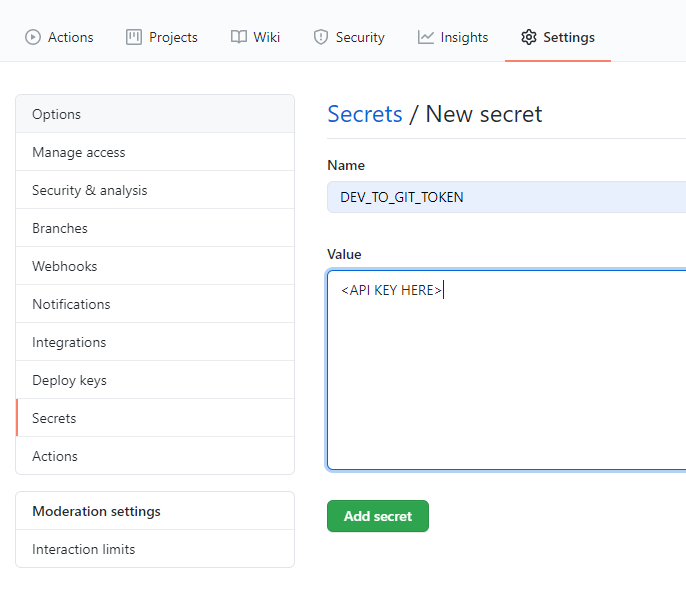 Actions Projects Wiki Security Insights Settings
Options
Manage access
Security & analysis
Branches
Webhooks
Notifications
Integrations
Deploy keys
Secrets
Actions
Moderation settings
Interaction limits
Secrets / New secret
Name
DEV_TO_GIT_TOKEN
Value
<API KEY HERE>
Add secret